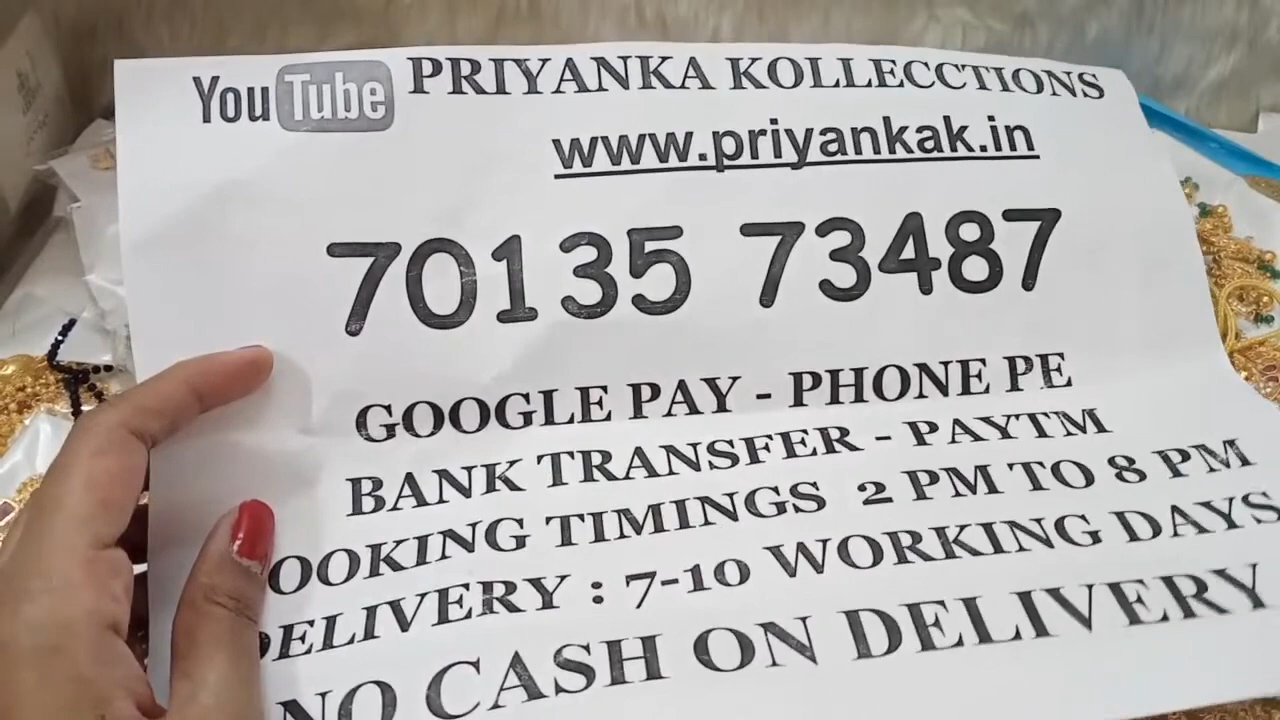 YouTube PRIYANKA KOLLECCTIONS
www.priyankak.in
70135 73487
GOOGLE PAY - PHONE PE
BANK TRANSFER - PAYTM
OOKING TIMINGS 2 PM TO 8 PM
DELIVERY : 7-10 WORKING DAYS
NO CASH ON DELIVERY